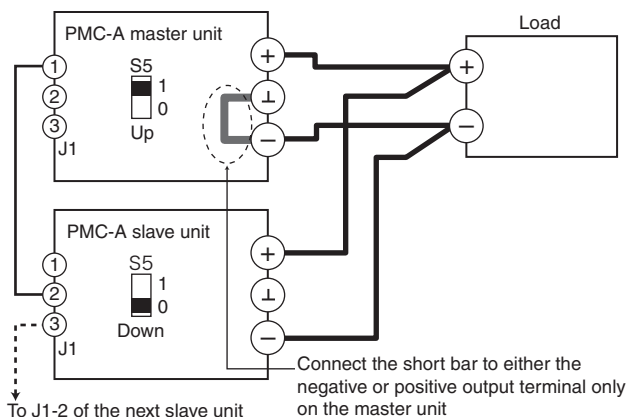 PMC-A master unit
S5
1
0
Up
1
2
3
J1
+
⊥
−
Load
+
−
PMC-A slave unit
S5
1
0
Down
1
2
3
J1
+
⊥
−
To J1-2 of the next slave unit
Connect the short bar to either the
negative or positive output terminal only
on the master unit